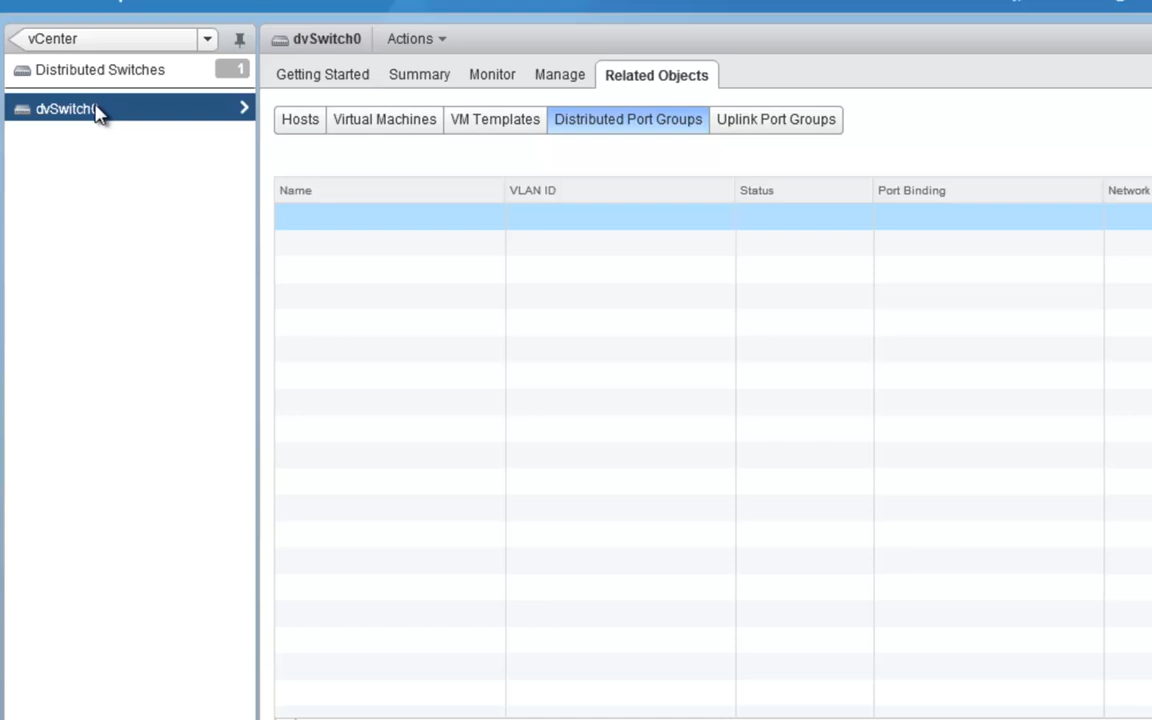 vCenter
dvSwitch0 Actions
Distributed Switches 1
Getting Started Summary Monitor Manage Related Objects
dvSwitch0
Hosts Virtual Machines VM Templates Distributed Port Groups Uplink Port Groups
Name VLAN ID Status Port Binding Network